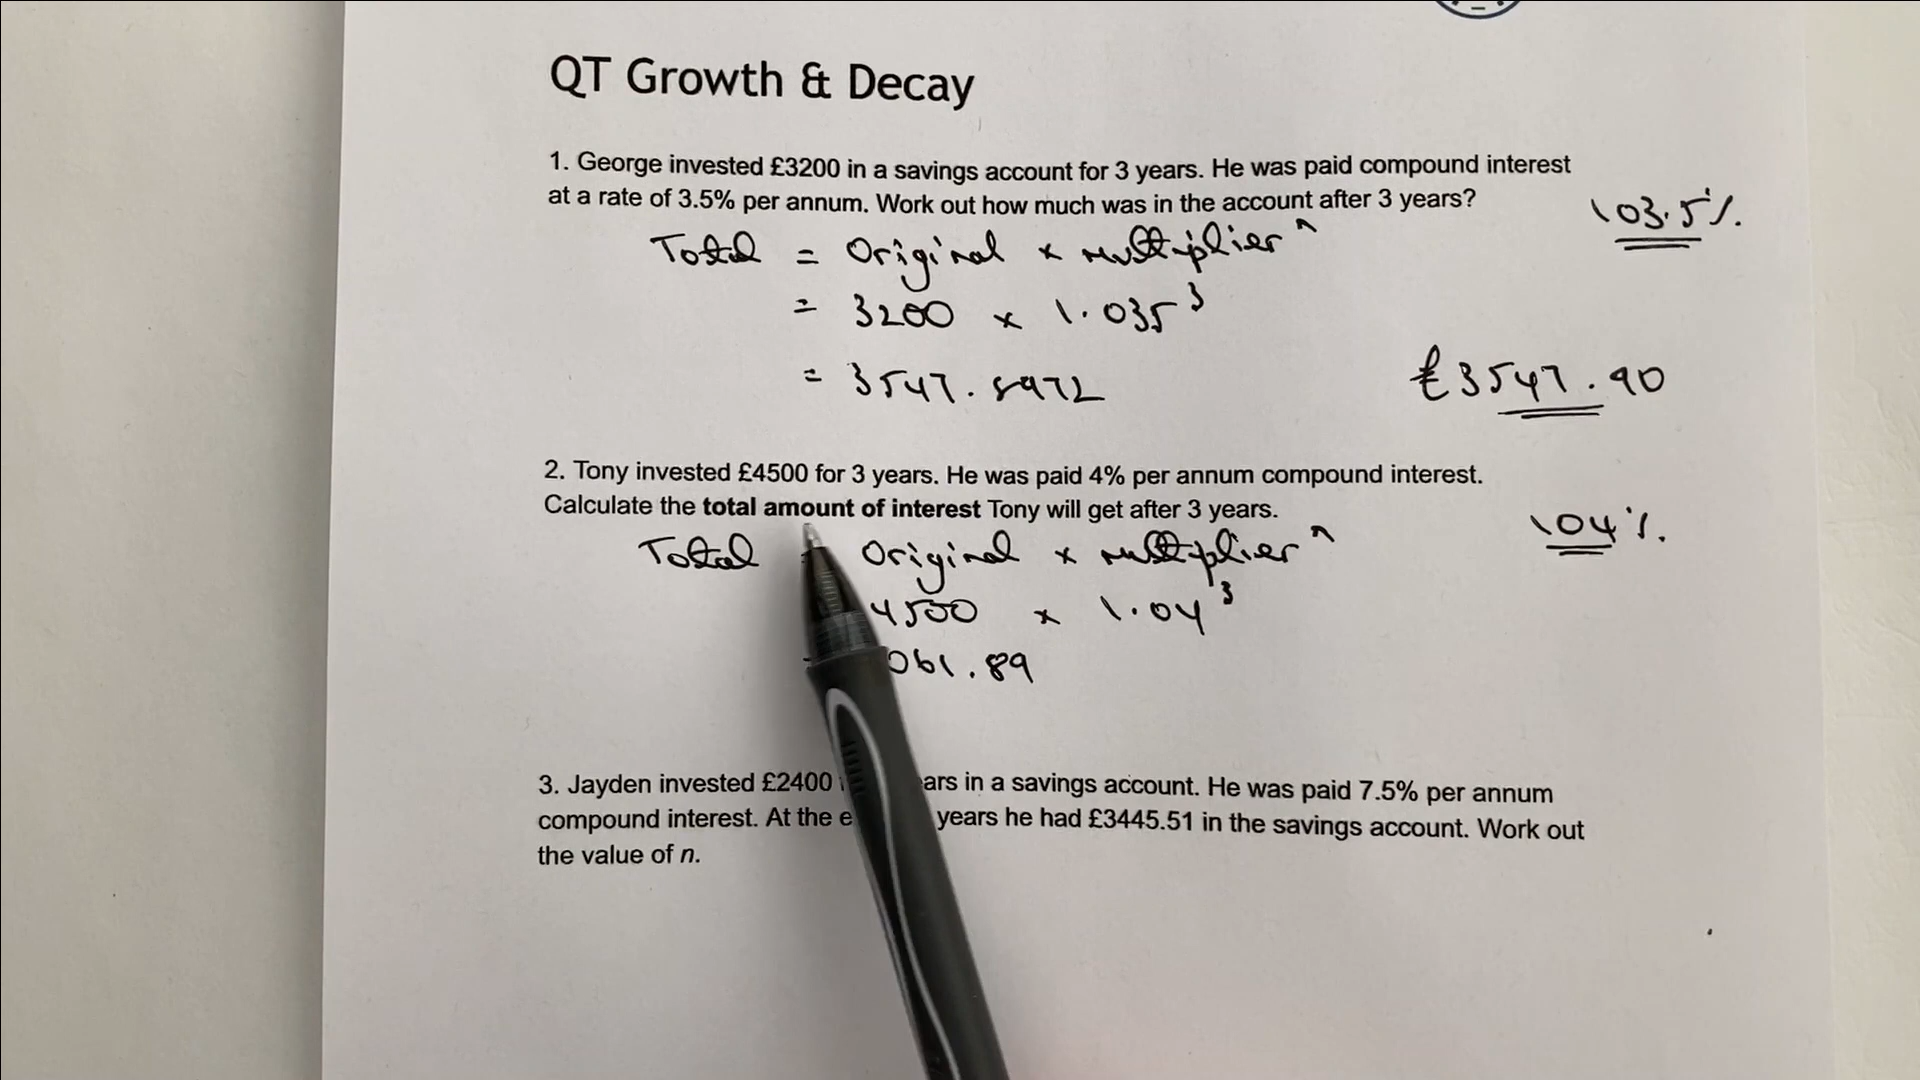 QT Growth & Decay
1. George invested £3200 in a savings account for 3 years. He was paid compound interest
at a rate of 3.5% per annum. Work out how much was in the account after 3 years?
103.5%
Total = Original × multiplier ⁿ
= 3200 × 1.035³
= 3547.8972
£3547.90
2. Tony invested £4500 for 3 years. He was paid 4% per annum compound interest.
Calculate the total amount of interest Tony will get after 3 years.
104%
Total Original × multiplier ⁿ
4500 × 1.04³
061.89
3. Jayden invested £2400 ars in a savings account. He was paid 7.5% per annum
compound interest. At the e years he had £3445.51 in the savings account. Work out
the value of n.